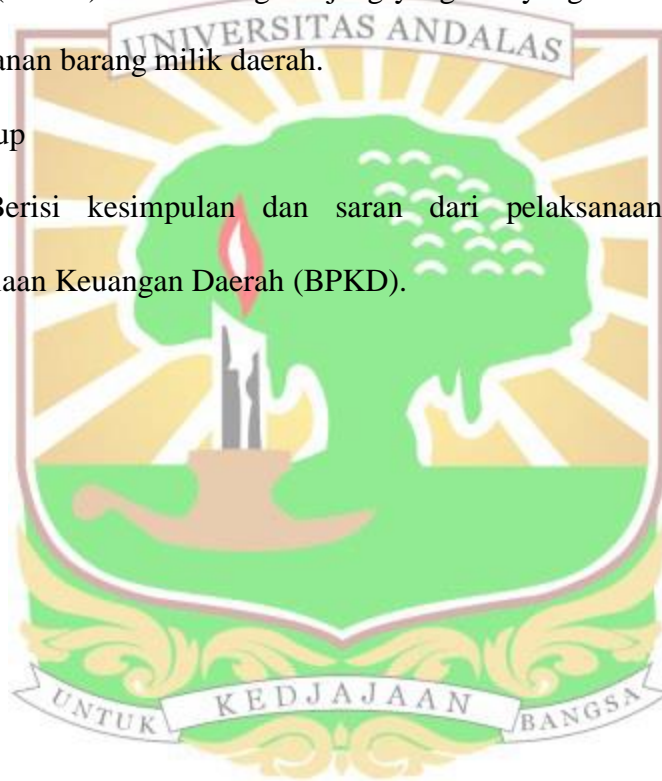 UNIVERSITAS ANDALAS
anan barang milik daerah.
up
Berisi kesimpulan dan saran dari pelaksanaan
laan Keuangan Daerah (BPKD).
UNTUK KEDJAJAAN BANGSA